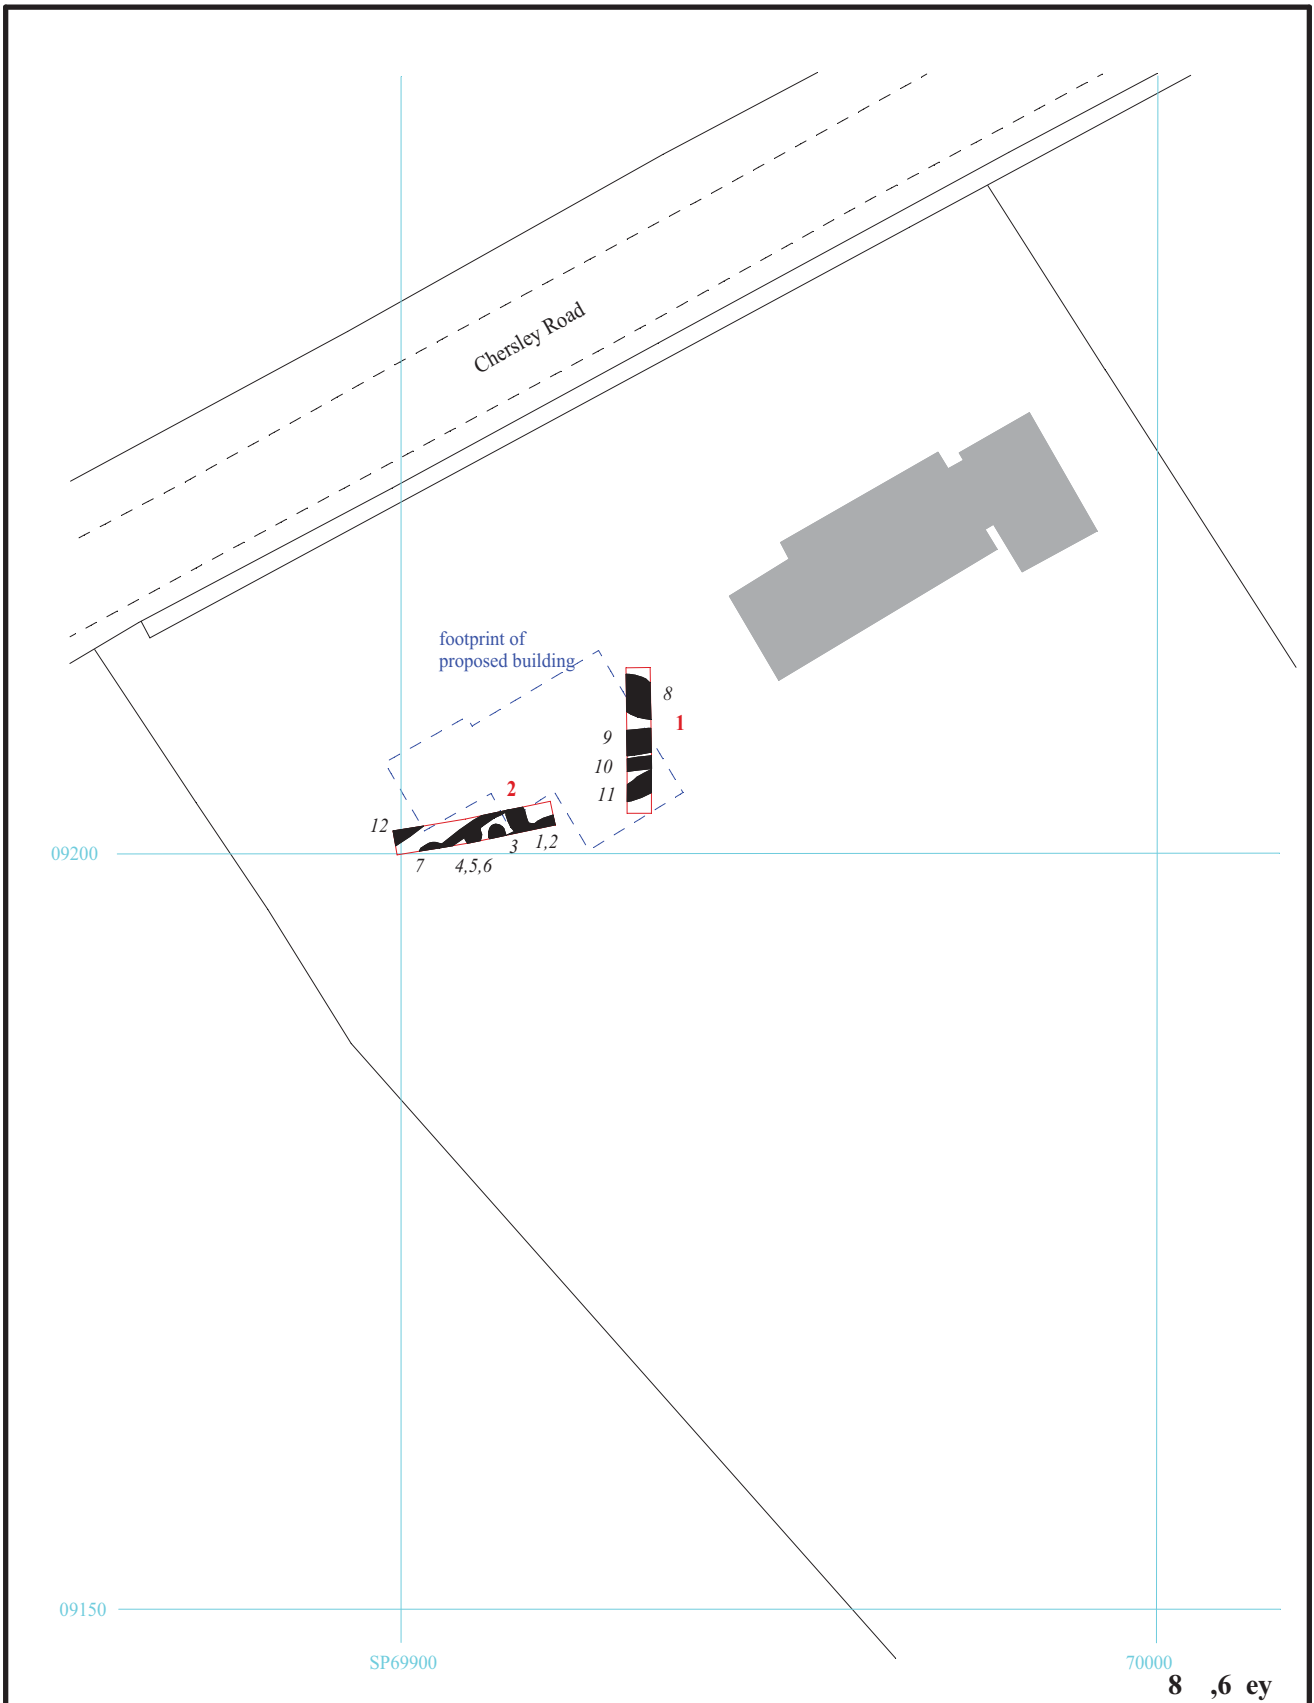 Chersley Road
footprint of
proposed building
8
1
9
10
11
2
12
3
1,2
7
4,5,6
09200
09150
SP69900
70000
8 ,6 ey